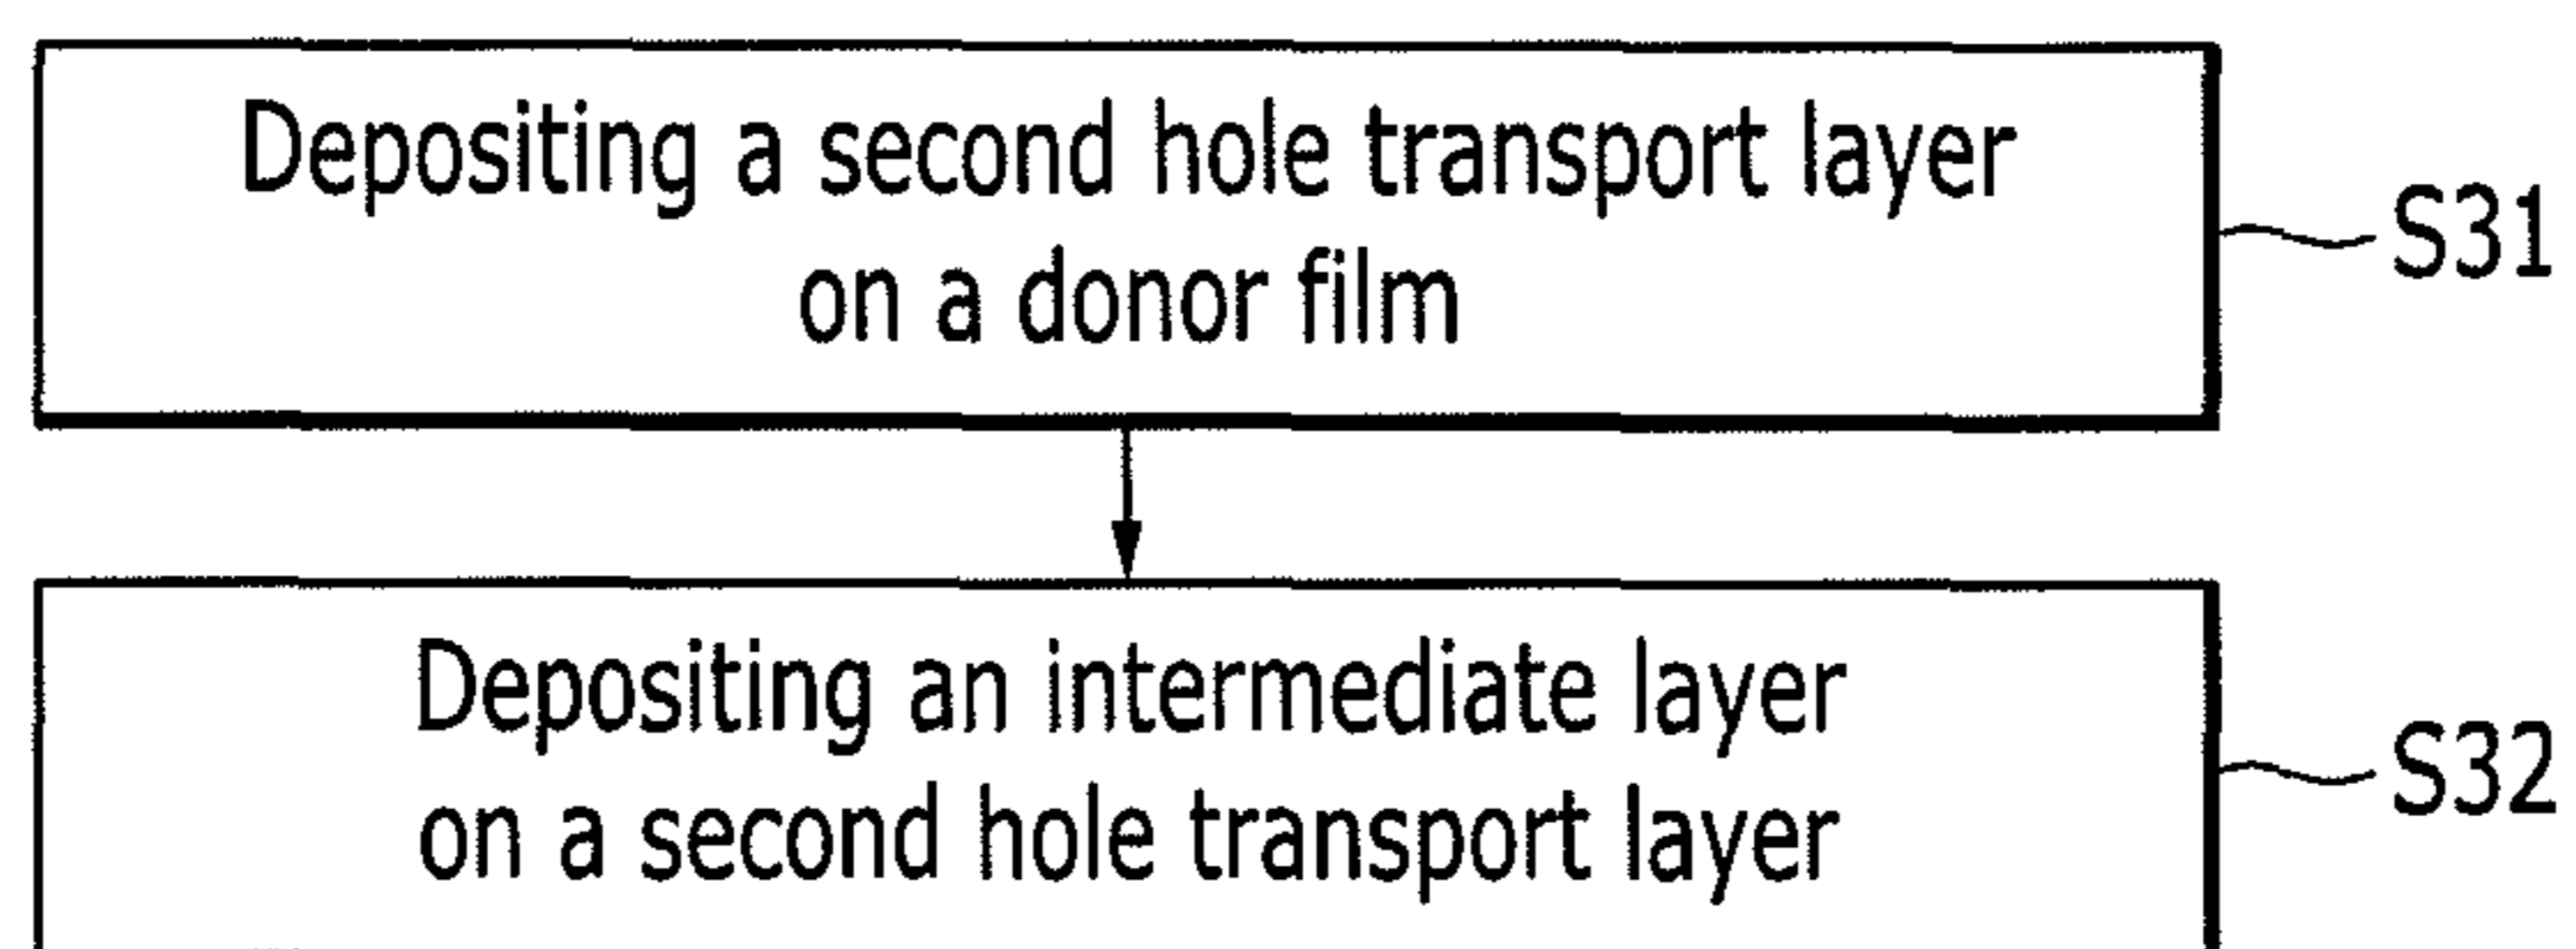 Depositing a second hole transport layer
on a donor film
S31
Depositing an intermediate layer
on a second hole transport layer
S32